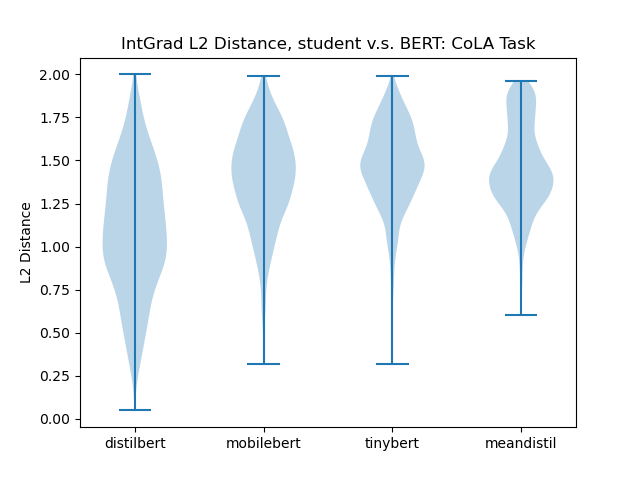 IntGrad L2 Distance, student v.s. BERT: CoLA Task
2.00
1.75
1.50
1.25
1.00
0.75
0.50
0.25
0.00
L2 Distance
distilbert
mobilebert
tinybert
meandistil